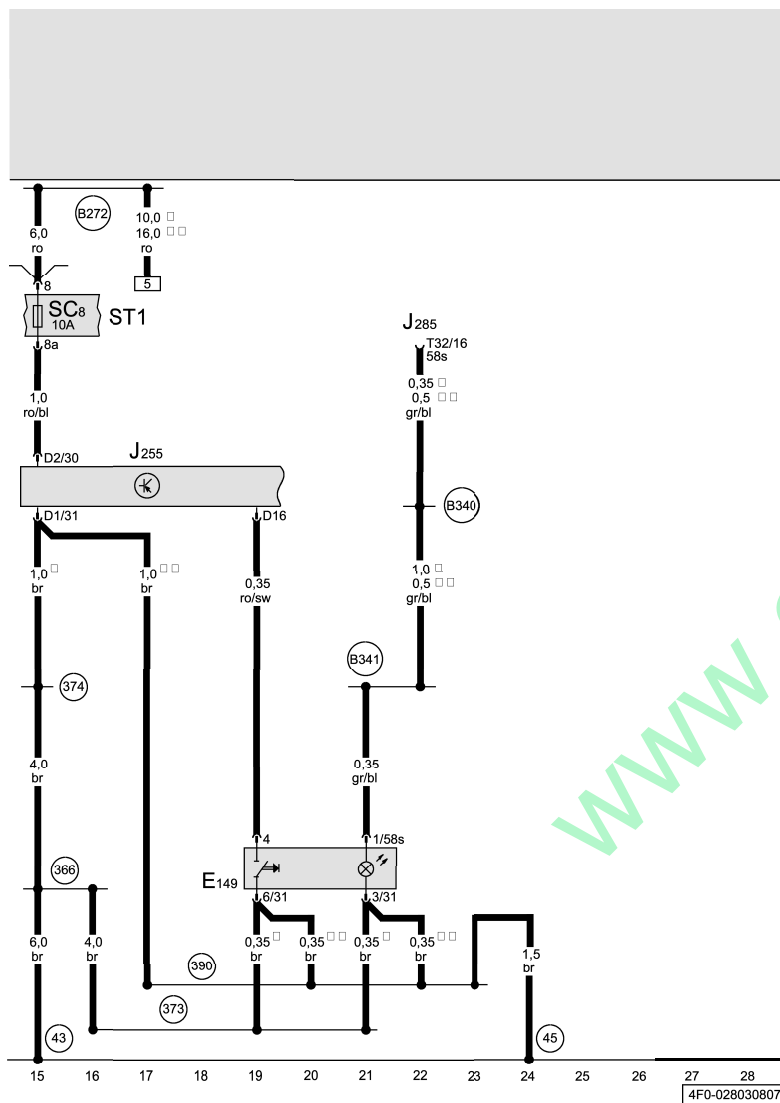 B272
10,0 □
6,0 16,0 □ □
ro ro
8 5
SC8 ST1
10A
J285
8a T32/16
58s
0,35 □
1,0 0,5 □ □
ro/bl gr/bl
D2/30 J255
B340
D1/31 D16
1,0 □ 1,0 □ □ 0,35 1,0 □
br br ro/sw 0,5 □ □
gr/bl
B341
374
4,0 0,35
br gr/bl
4 1/58s
366 E149
6/31 3/31
6,0 4,0 0,35 □ 0,35 □ □ 0,35 □ 0,35 □ □ 1,5
br br br br br br br
390
373
43 45
15 16 17 18 19 20 21 22 23 24 25 26 27 28
4F0-028030807
www